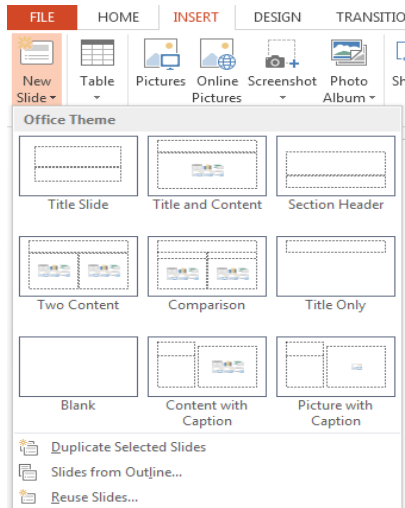 FILE HOME INSERT DESIGN TRANSITIO
New Table Pictures Online Screenshot Photo Sh
Slide Pictures Album
Office Theme
Title Slide Title and Content Section Header
Two Content Comparison Title Only
Blank Content with Picture with
Caption Caption
Duplicate Selected Slides
Slides from Outline...
Reuse Slides...